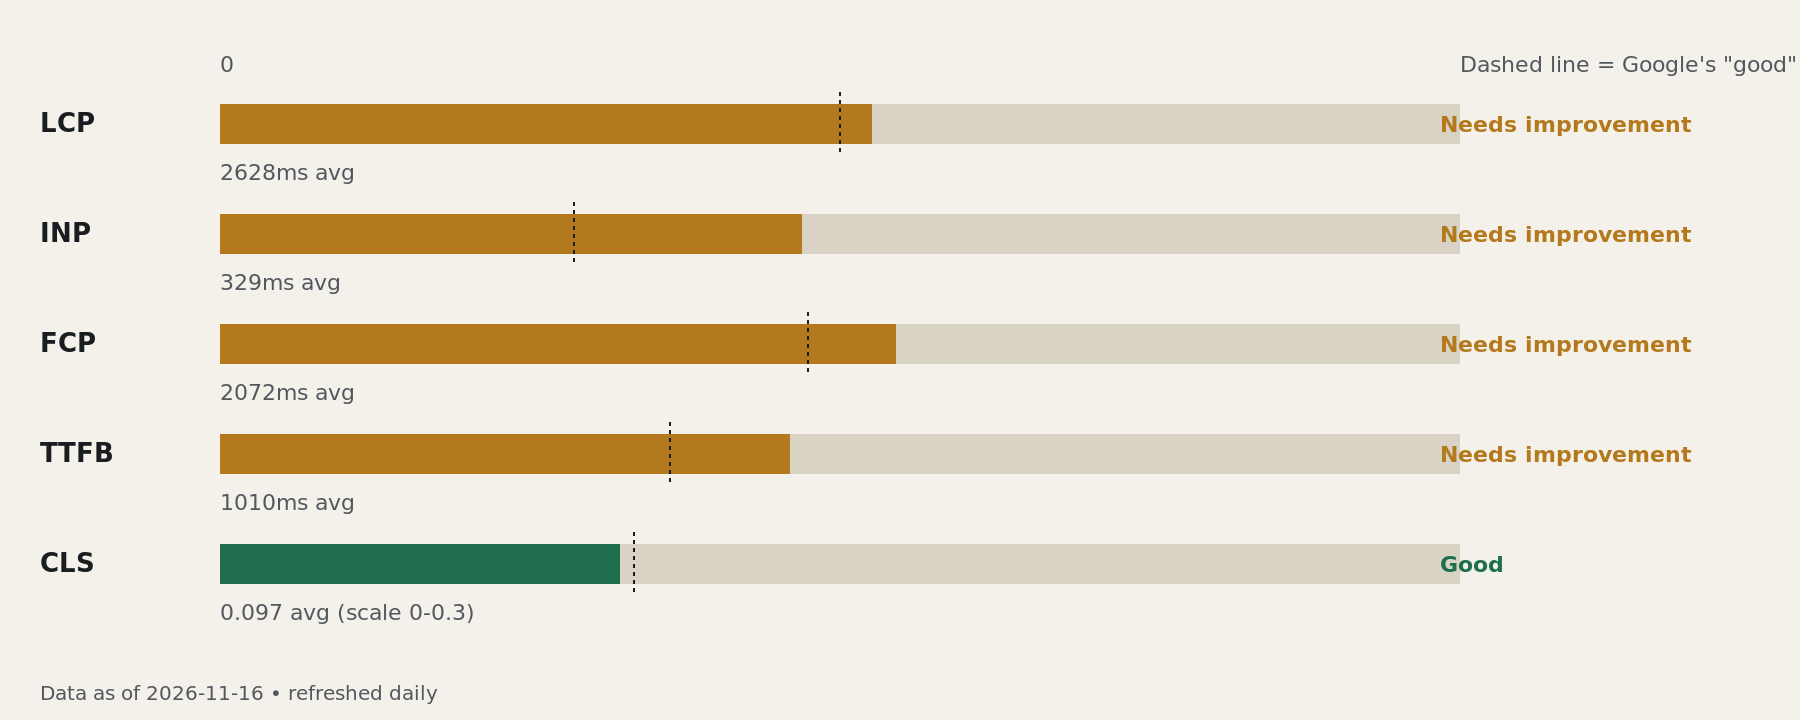 0
Dashed line = Google's "good"
LCP
Needs improvement
2628ms avg
INP
Needs improvement
329ms avg
FCP
Needs improvement
2072ms avg
TTFB
Needs improvement
1010ms avg
CLS
Good
0.097 avg (scale 0-0.3)
Data as of 2026-11-16 • refreshed daily